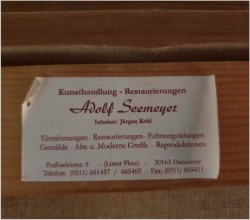 Kunsthandlung - Restaurierungen
Adolf Seemeyer
Inhaber: Jürgen Kohl
Einrahmungen - Restaurierungen - Echtvergoldungen
Gemälde - Alte u. Moderne Grafik - Reproduktionen
Podbielskistr. 5 - (Lister Platz) - 30163 Hannover
Telefon: (0511) 661457 / 665405 - Fax: (0511) 665411